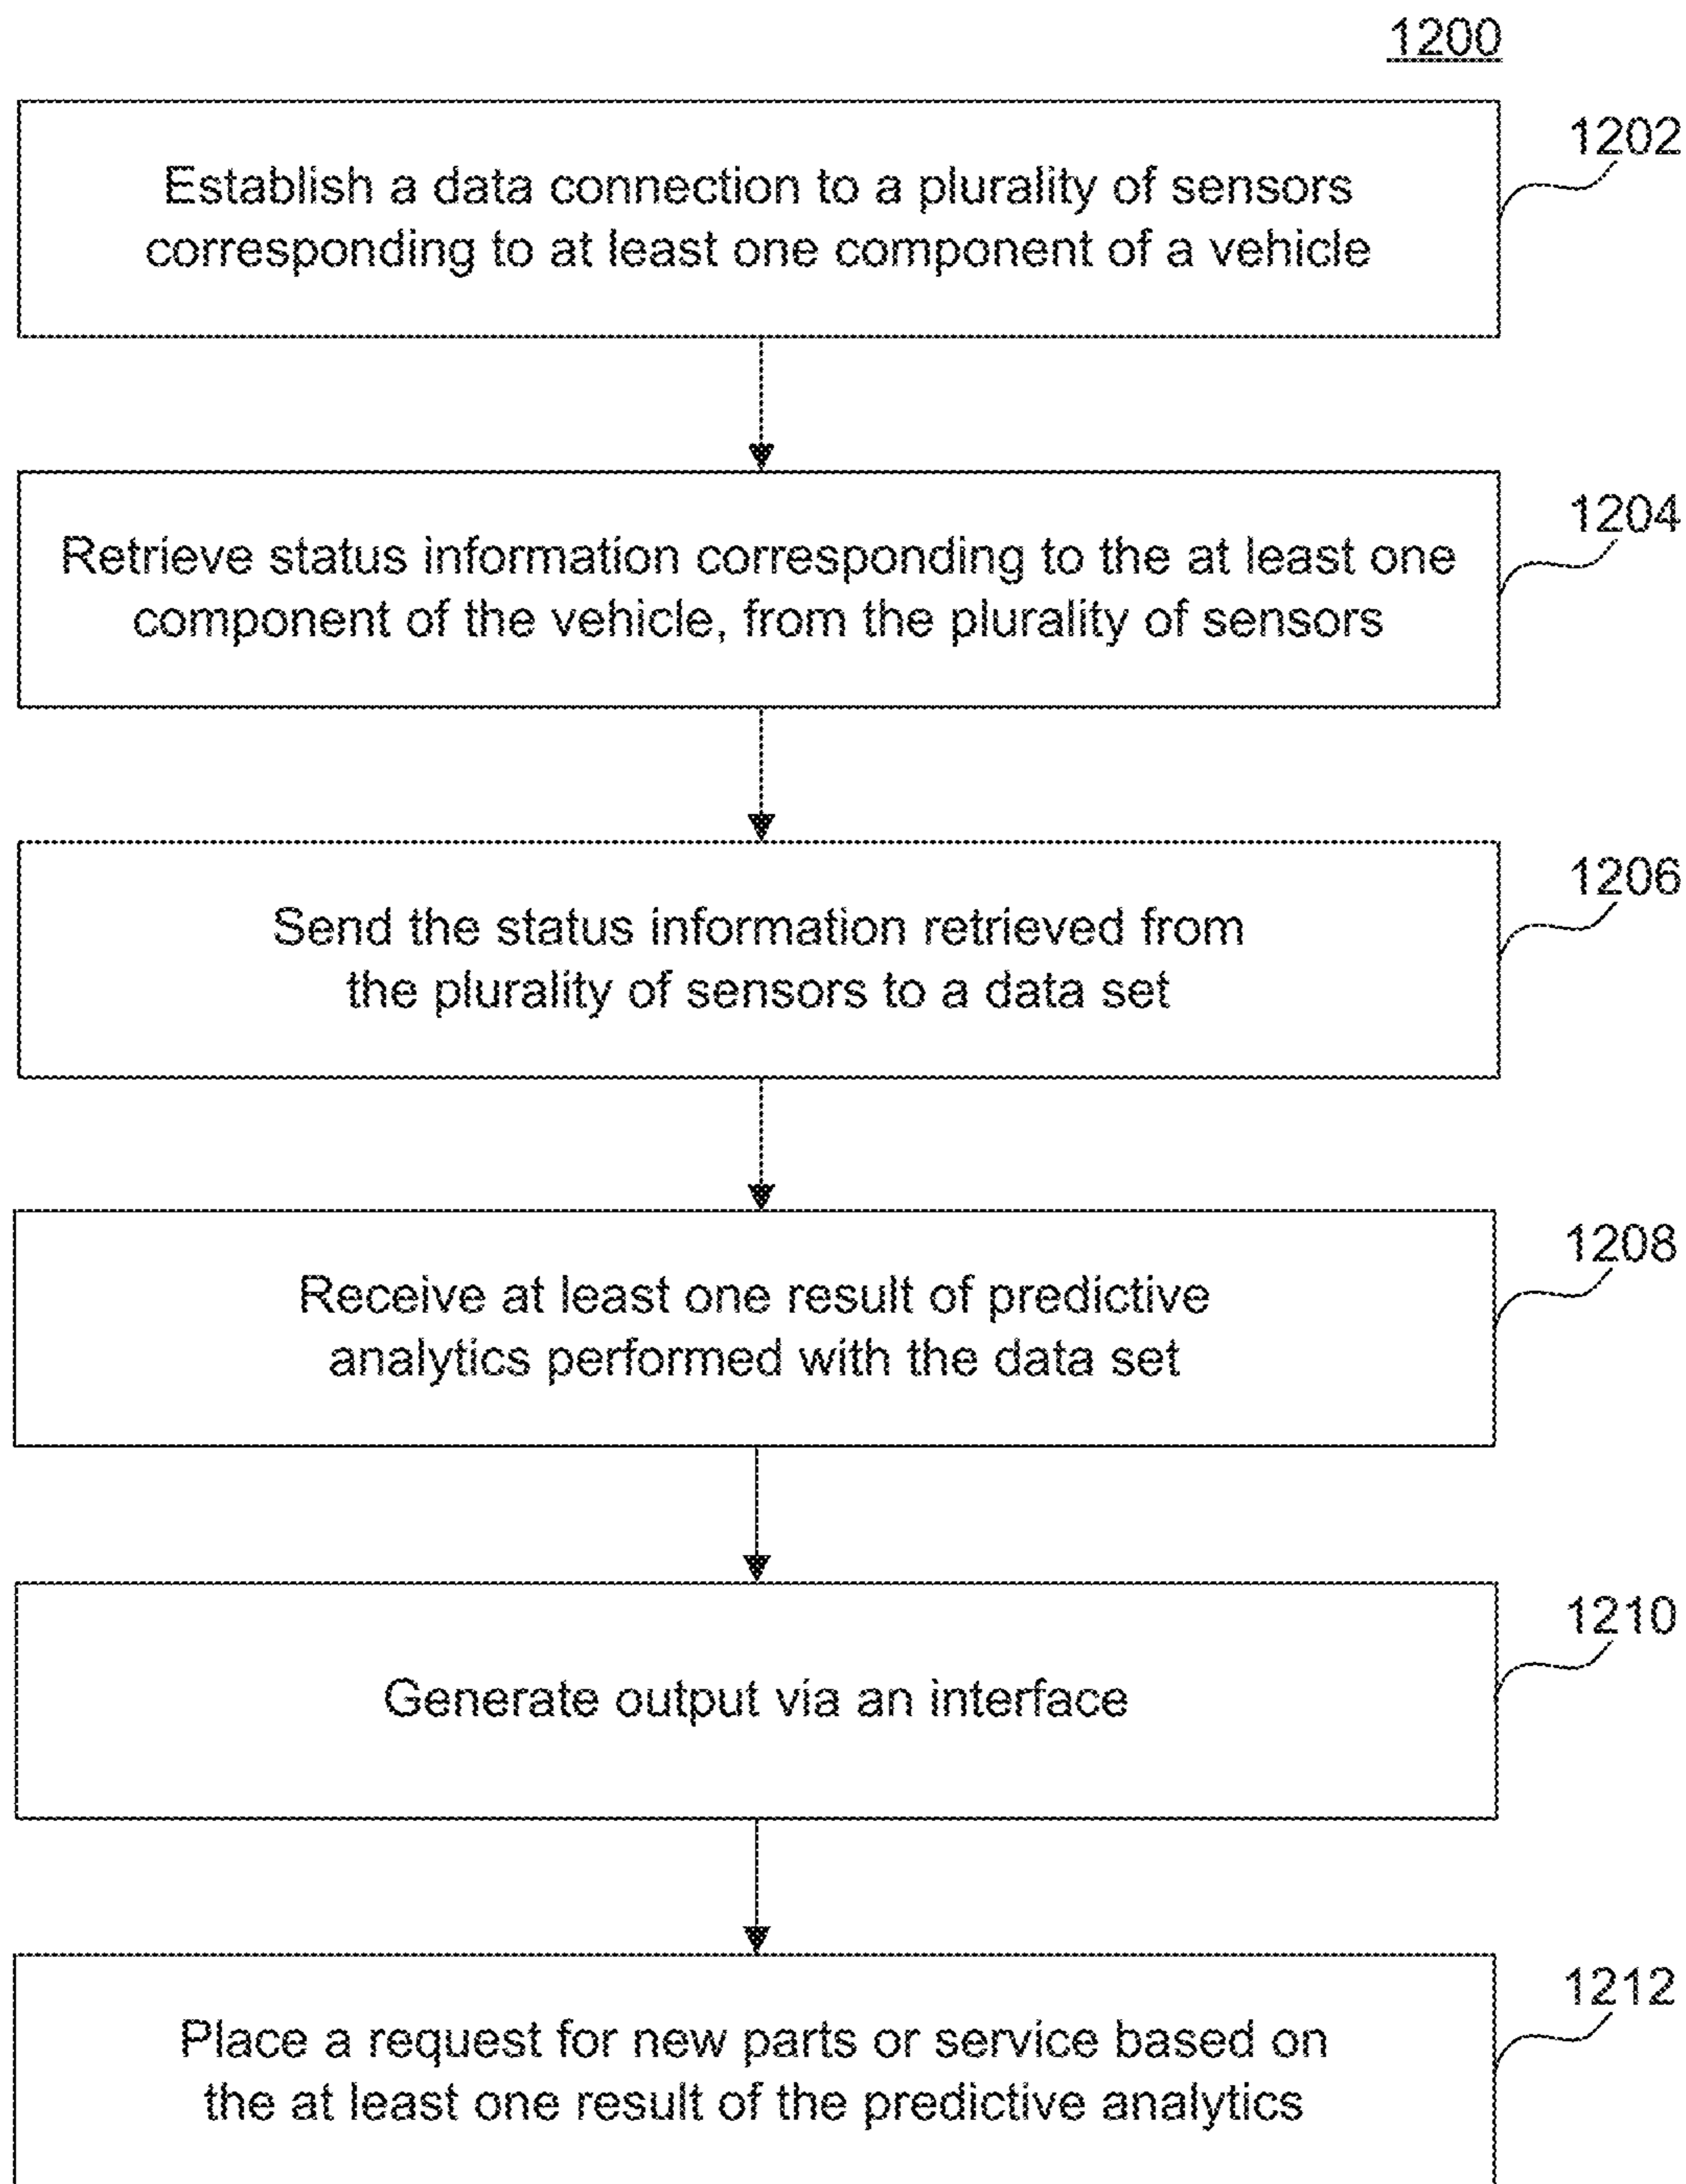 1200
1202
Establish a data connection to a plurality of sensors
corresponding to at least one component of a vehicle
1204
Retrieve status information corresponding to the at least one
component of the vehicle, from the plurality of sensors
1206
Send the status information retrieved from
the plurality of sensors to a data set
1208
Receive at least one result of predictive
analytics performed with the data set
1210
Generate output via an interface
1212
Place a request for new parts or service based on
the at least one result of the predictive analytics